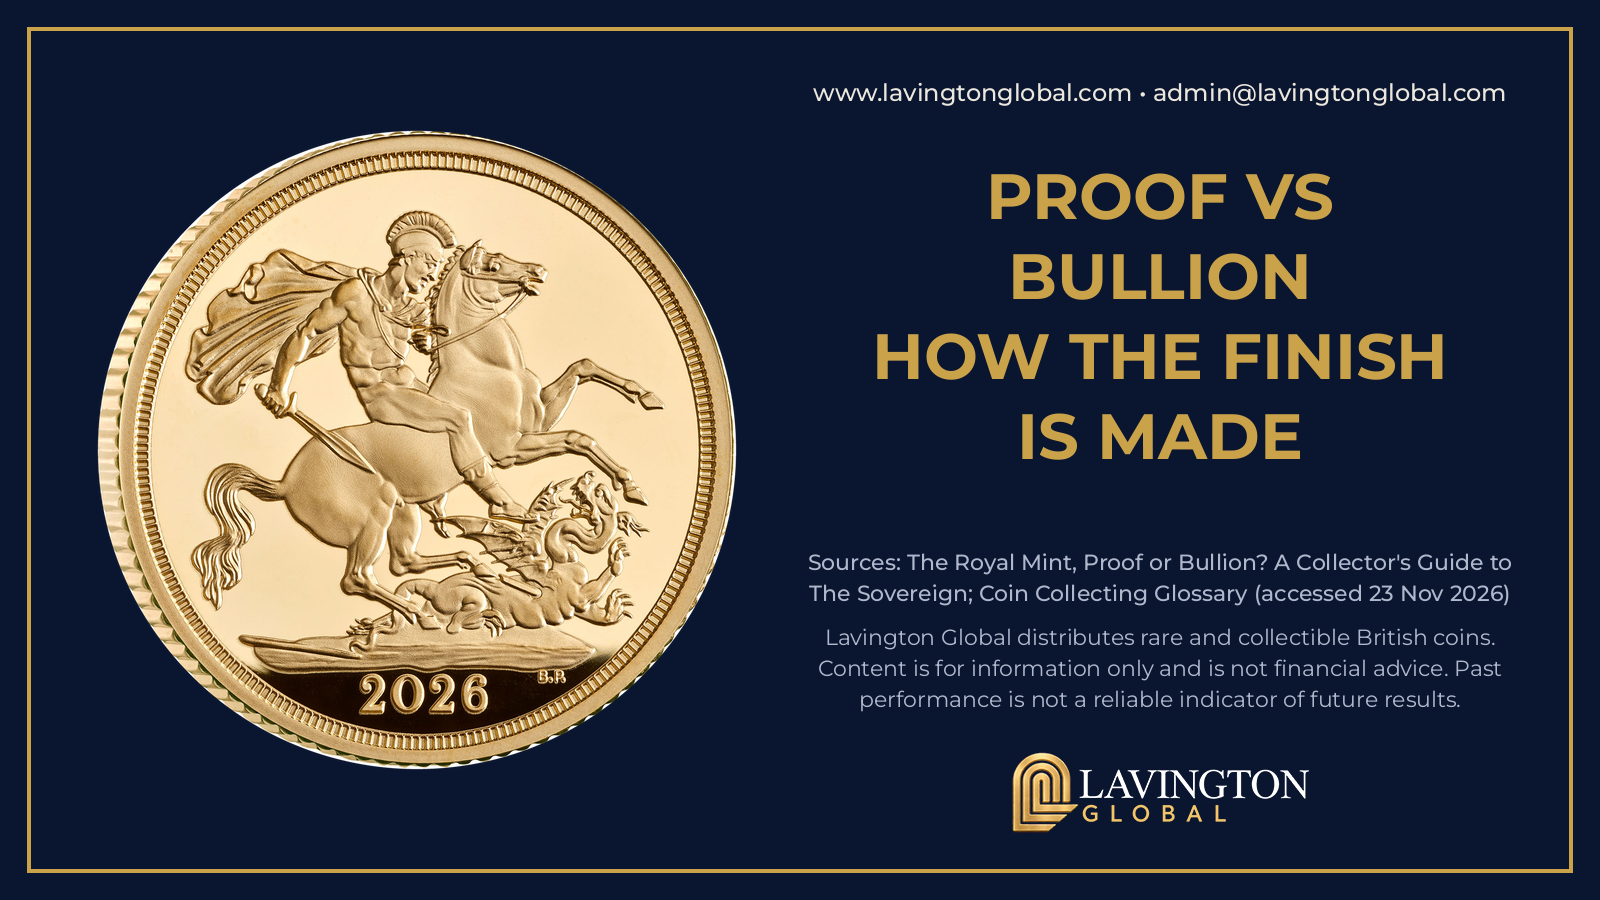 www.lavingtonglobal.com • admin@lavingtonglobal.com
PROOF VS
BULLION
HOW THE FINISH
IS MADE
Sources: The Royal Mint, Proof or Bullion? A Collector's Guide to
The Sovereign; Coin Collecting Glossary (accessed 23 Nov 2026)
Lavington Global distributes rare and collectible British coins.
Content is for information only and is not financial advice. Past
performance is not a reliable indicator of future results.
LAVINGTON
GLOBAL
B.P.
2026